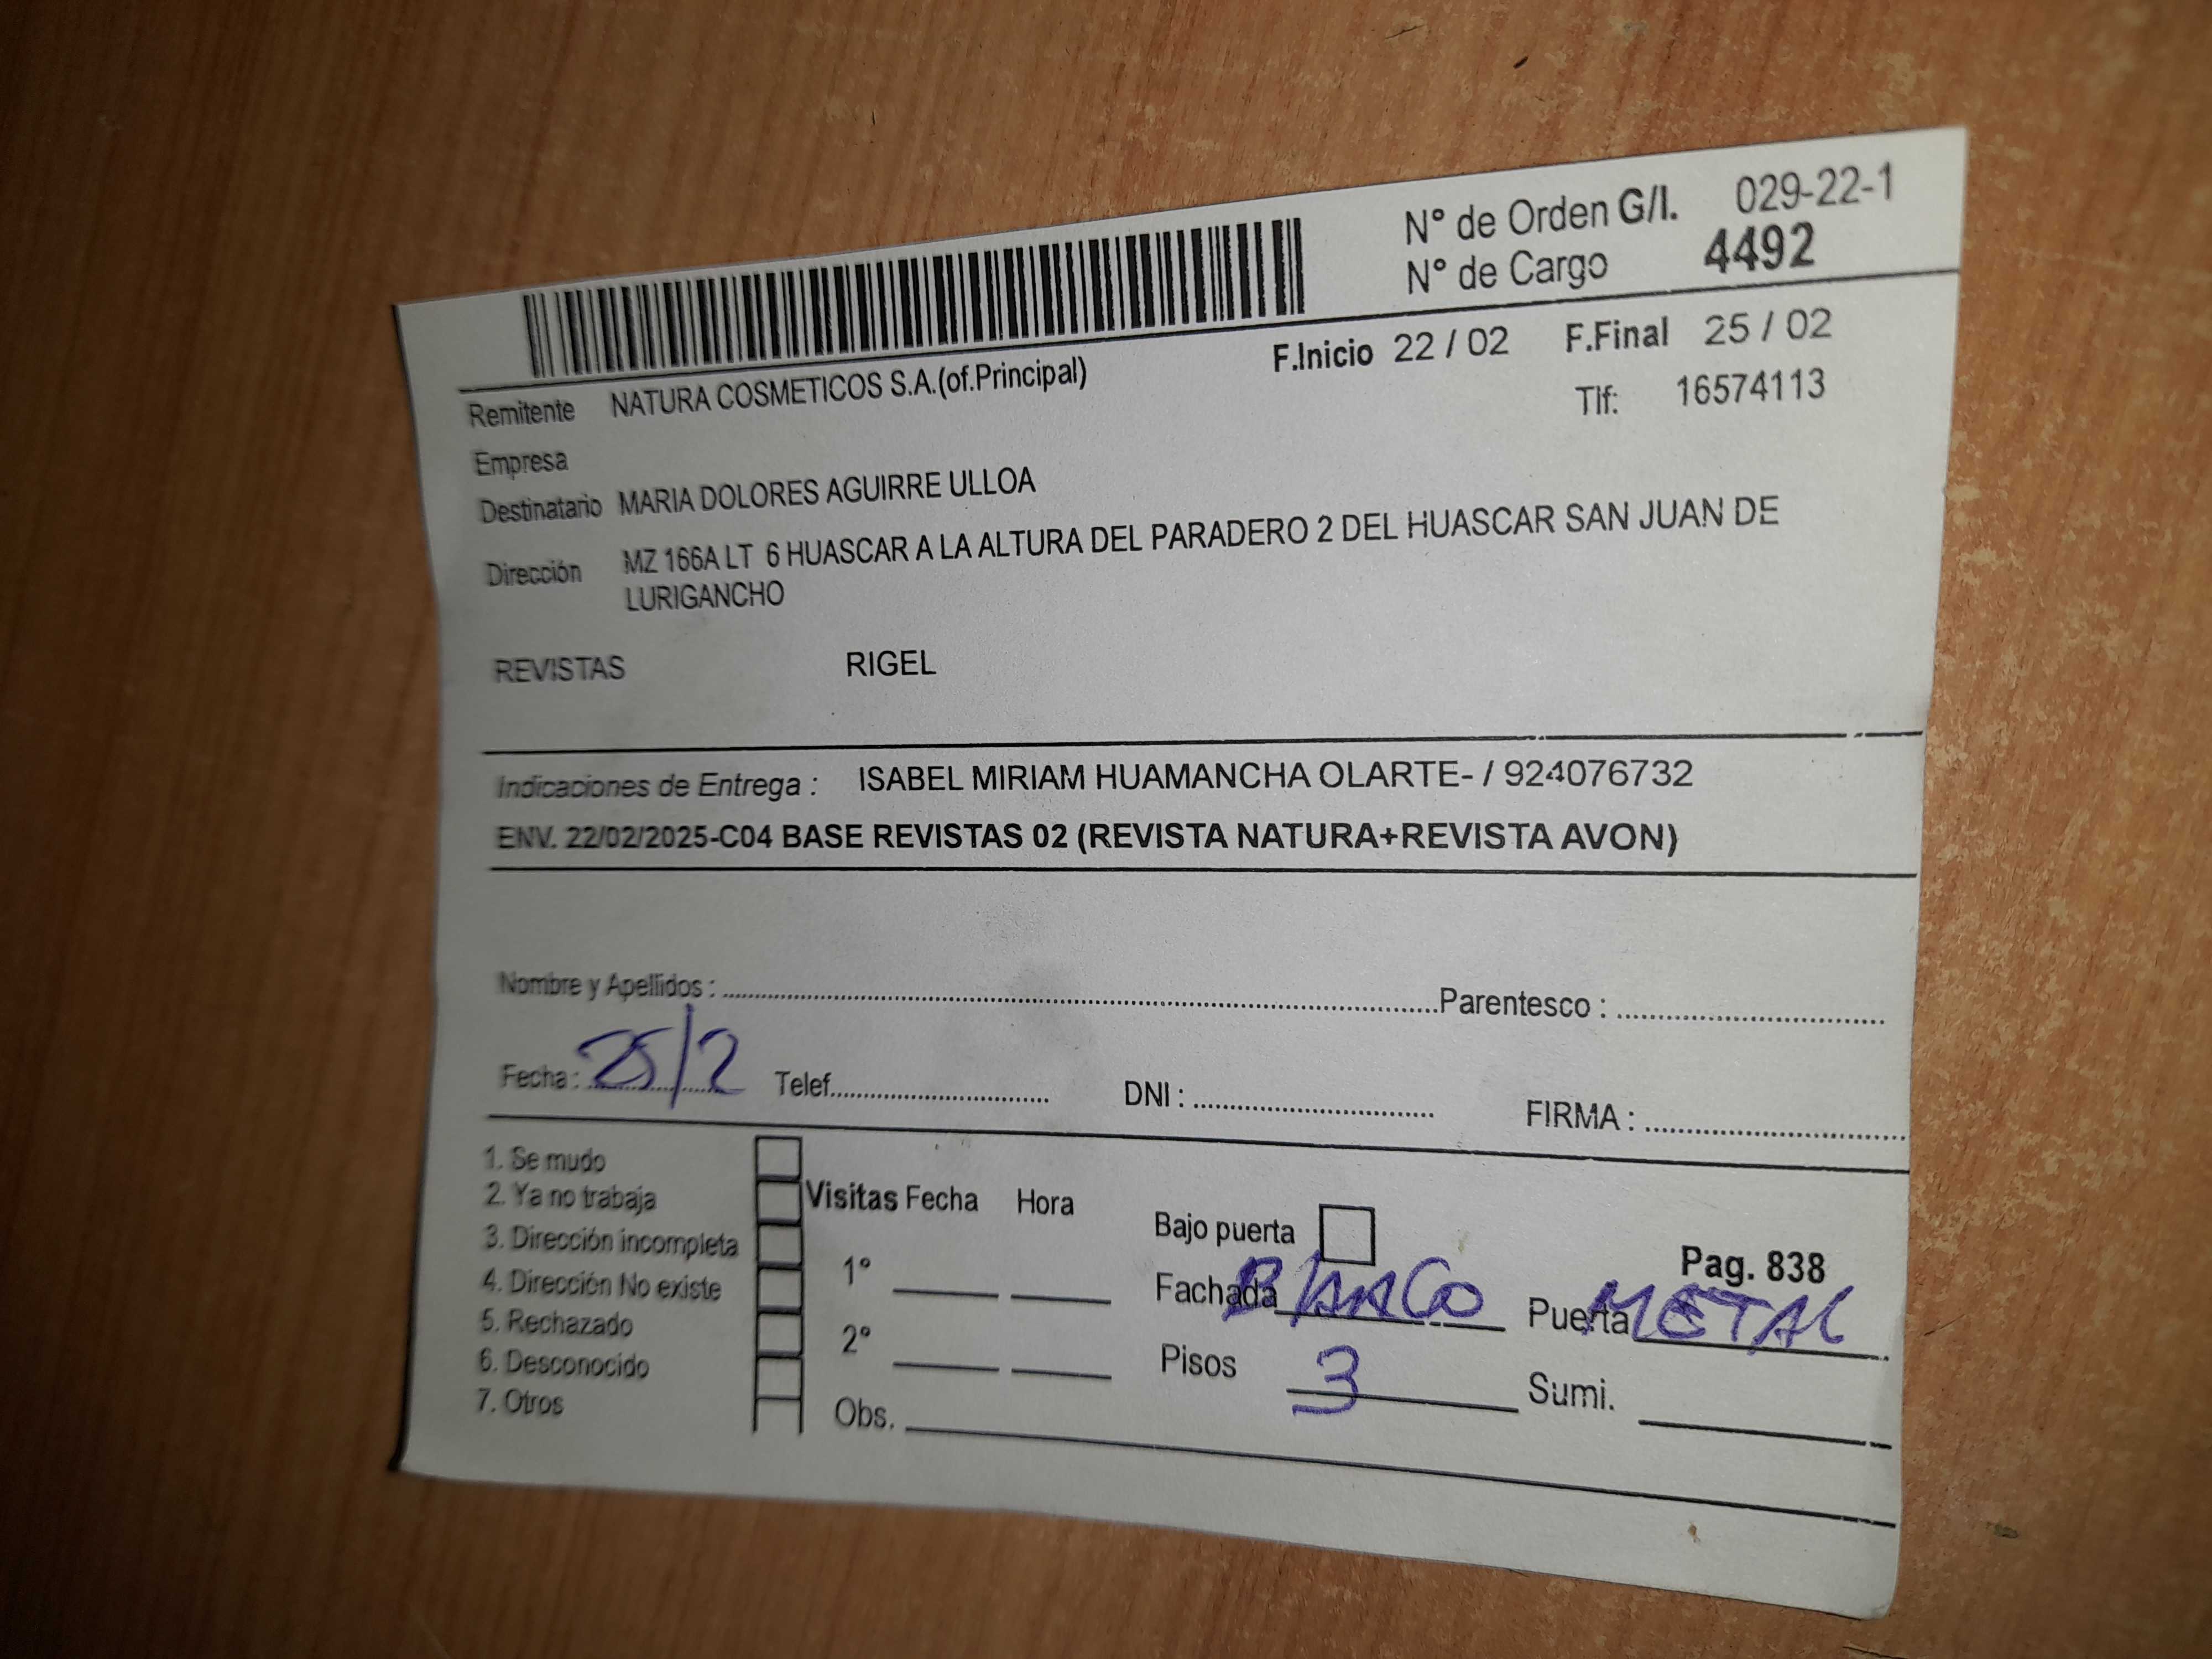 N° de Orden G/I. 029-22-1
N° de Cargo 4492
F.Inicio 22 / 02 F.Final 25 / 02
Remitente NATURA COSMETICOS S.A.(of.Principal) Tlf: 16574113
Empresa
Destinatario MARIA DOLORES AGUIRRE ULLOA
Dirección MZ 166A LT 6 HUASCAR A LA ALTURA DEL PARADERO 2 DEL HUASCAR SAN JUAN DE
LURIGANCHO
REVISTAS RIGEL
Indicaciones de Entrega : ISABEL MIRIAM HUAMANCHA OLARTE- / 924076732
ENV. 22/02/2025-C04 BASE REVISTAS 02 (REVISTA NATURA+REVISTA AVON)
Nombre y Apellidos : Parentesco :
Fecha : 25/2 Telef. DNI : FIRMA :
1. Se mudo
2. Ya no trabaja
3. Dirección incompleta
4. Dirección No existe
5. Rechazado
6. Desconocido
7. Otros
Visitas Fecha Hora
1°
2°
Obs.
Bajo puerta
Pag. 838
Fachada BLANCO Puerta METAL
Pisos 3 Sumi.